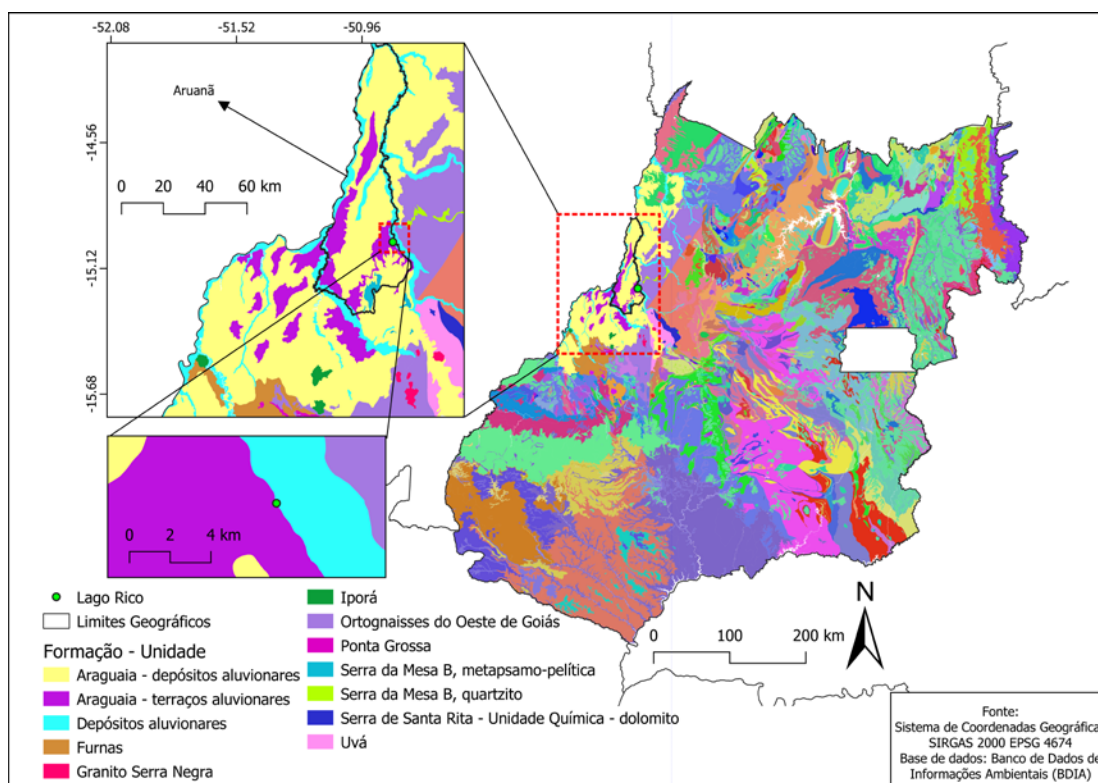 -52.08
-51.52
-50.96
Aruanã
-14.56
-15.12
-15.68
0 20 40 60 km
0 2 4 km
N
0 100 200 km
Lago Rico
Limites Geográficos
Formação - Unidade
Araguaia - depósitos aluvionares
Araguaia - terraços aluvionares
Depósitos aluvionares
Furnas
Granito Serra Negra
Iporá
Ortognaisses do Oeste de Goiás
Ponta Grossa
Serra da Mesa B, metapsamo-pelítica
Serra da Mesa B, quartzito
Serra de Santa Rita - Unidade Química - dolomito
Uvá
Fonte:
Sistema de Coordenadas Geográfica
SIRGAS 2000 EPSG 4674
Base de dados: Banco de Dados de
Informações Ambientais (BDIA)